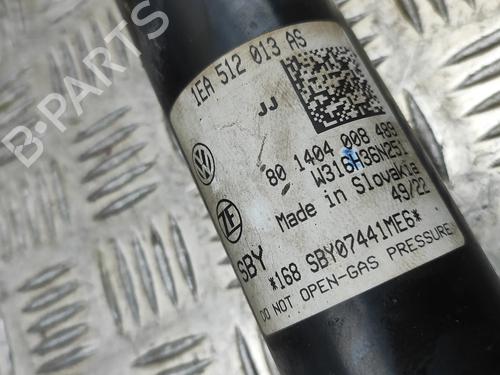 1EA 512 013 AS
JJ
80 1404 008 489
W316H36N251
Made in Slovakia
49/22
ZF
SBY
*168 SBY07441ME6*
DO NOT OPEN-GAS PRESSURE
B-PARTS